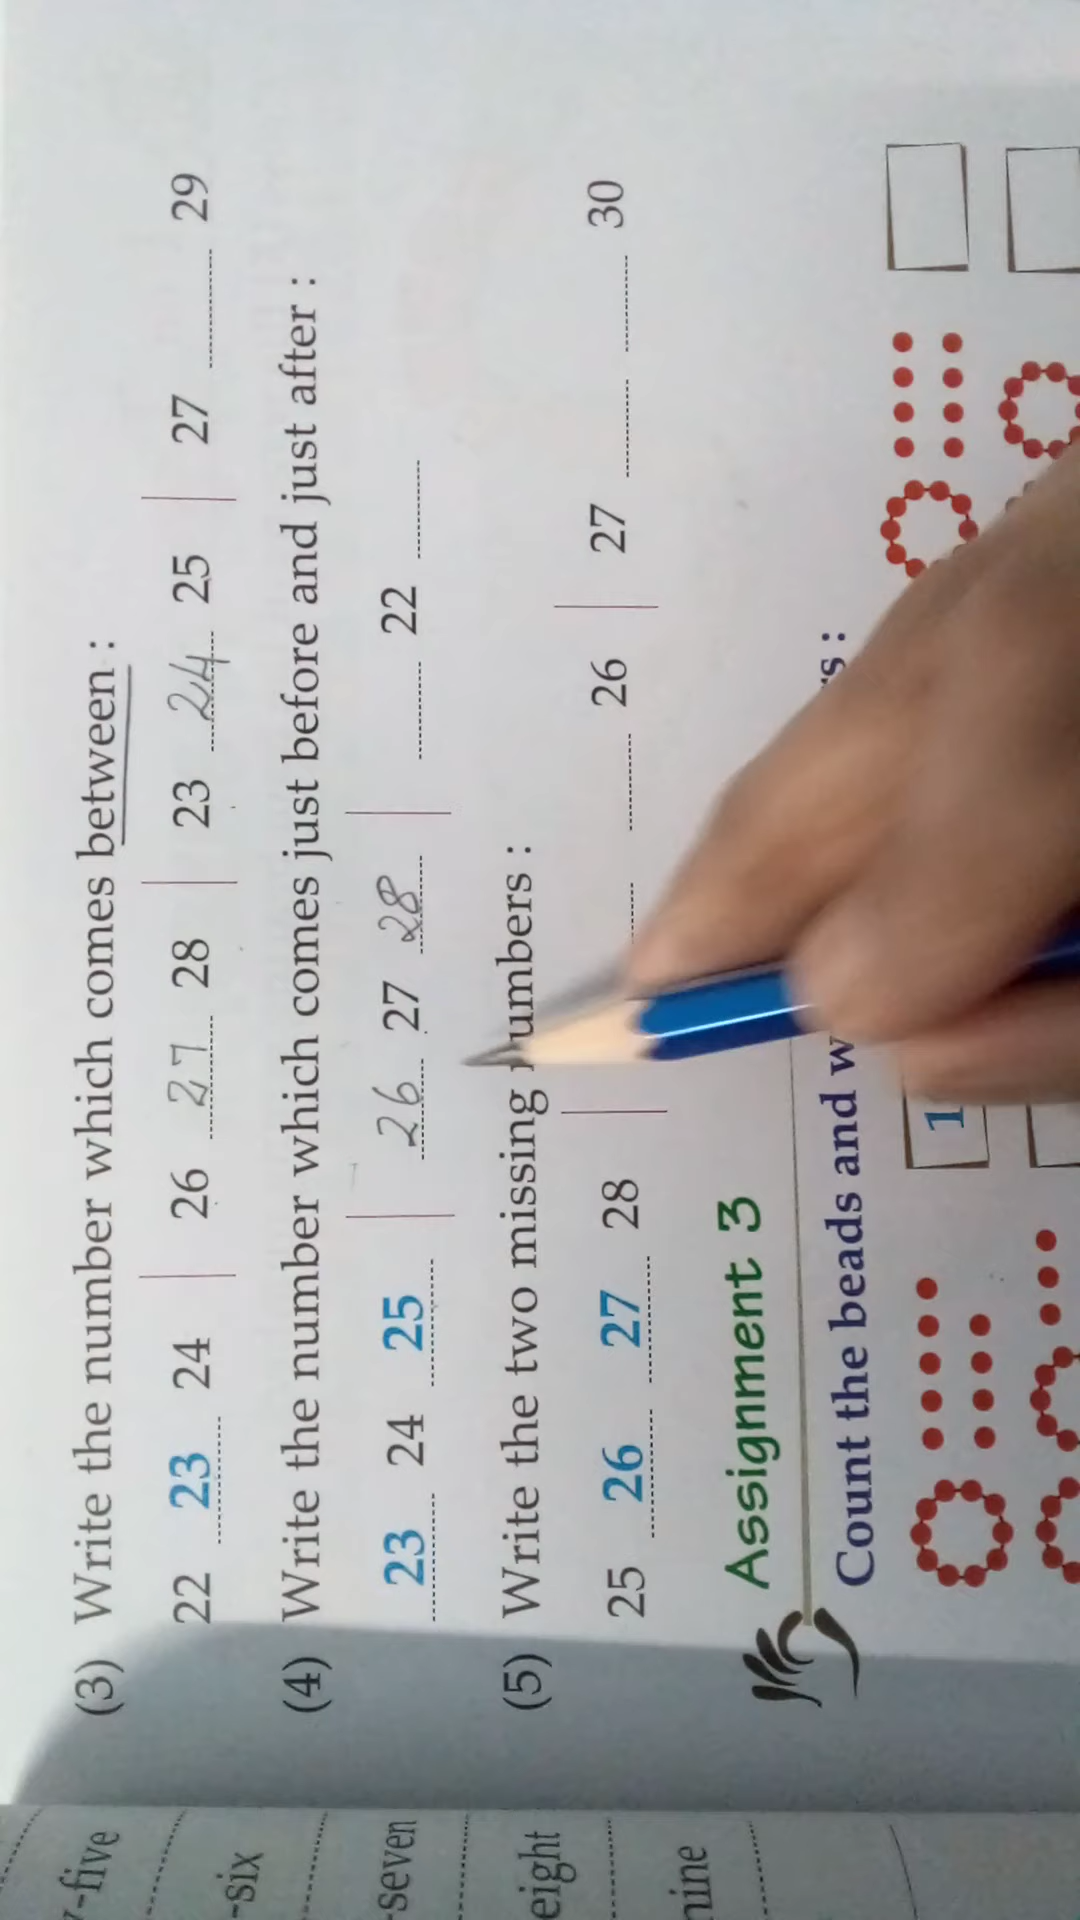 (3) Write the number which comes between :
22 23 24 | 26 27 28 | 23 24 25 | 27 ........ 29
(4) Write the number which comes just before and just after :
23 24 25 | 26 27 28 | ........ 22 ........
(5) Write the two missing numbers :
25 26 27 28 | ........ ........ 26 | 27 ........ ........ 30
Assignment 3
Count the beads and
1
-five
-six
-seven
eight
nine